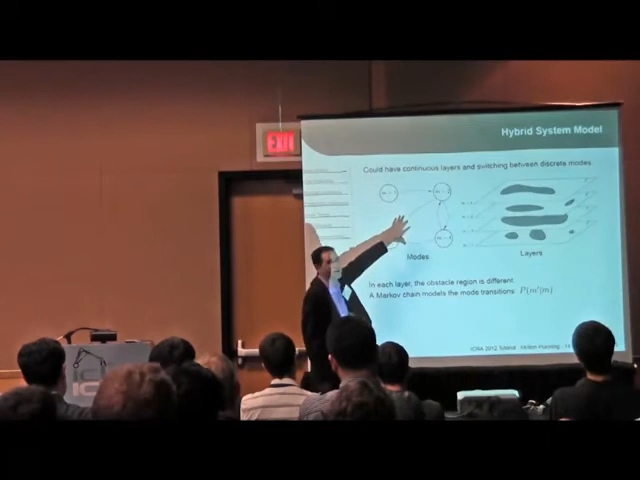 EXIT
Hybrid System Model
Could have continuous layers and switching between discrete modes.
Modes
Layers
In each layer, the obstacle region is different.
A Markov chain models the mode transitions: P(m'|m)
ICRA 2012 Tutorial - Motion Planning -
IC